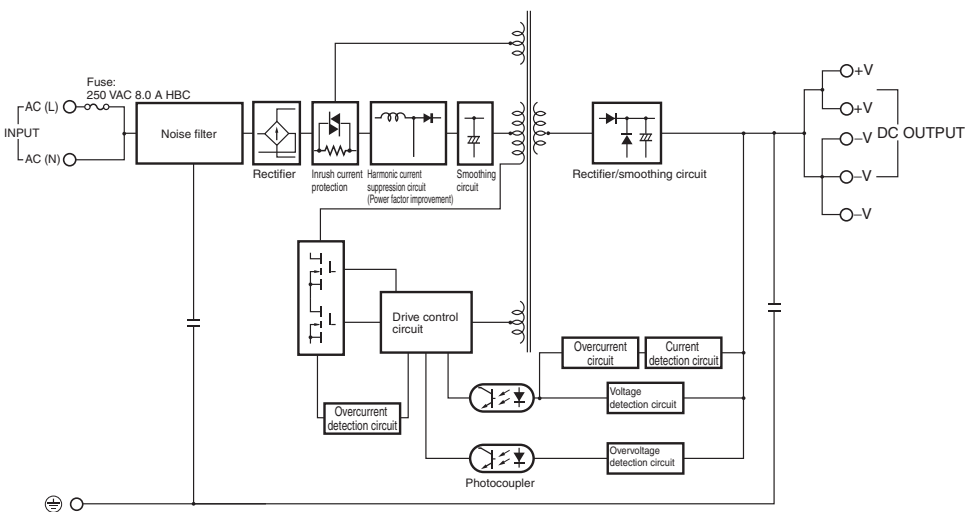 Fuse:
250 VAC 8.0 A HBC
AC (L)
INPUT
AC (N)
Noise filter
Rectifier
Inrush current
protection
Harmonic current
suppression circuit
(Power factor improvement)
Smoothing
circuit
Rectifier/smoothing circuit
+V
+V
–V
DC OUTPUT
–V
–V
Drive control
circuit
Overcurrent
detection circuit
Overcurrent
circuit
Current
detection circuit
Voltage
detection circuit
Overvoltage
detection circuit
Photocoupler